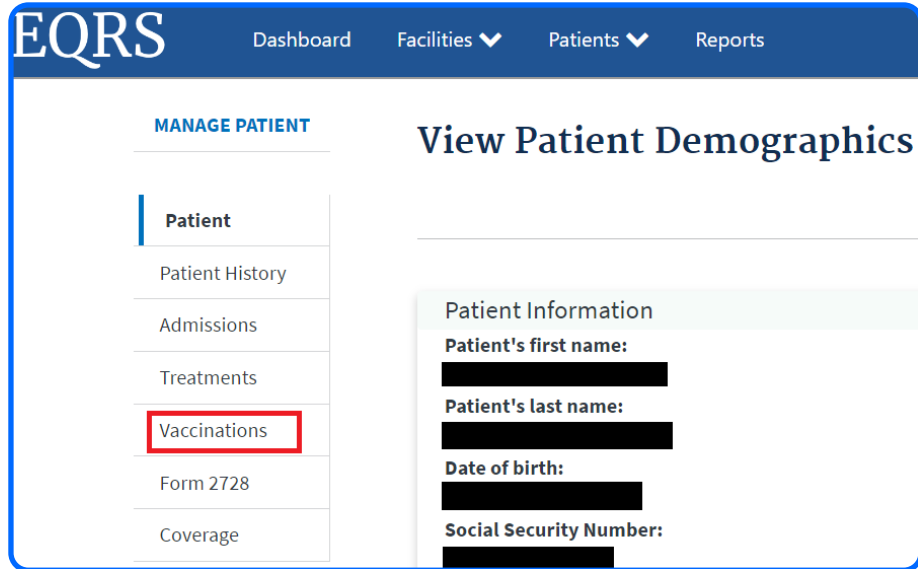 EQRS Dashboard Facilities Patients Reports
MANAGE PATIENT
Patient
Patient History
Admissions
Treatments
Vaccinations
Form 2728
Coverage
View Patient Demographics
Patient Information
Patient's first name:
Patient's last name:
Date of birth:
Social Security Number: